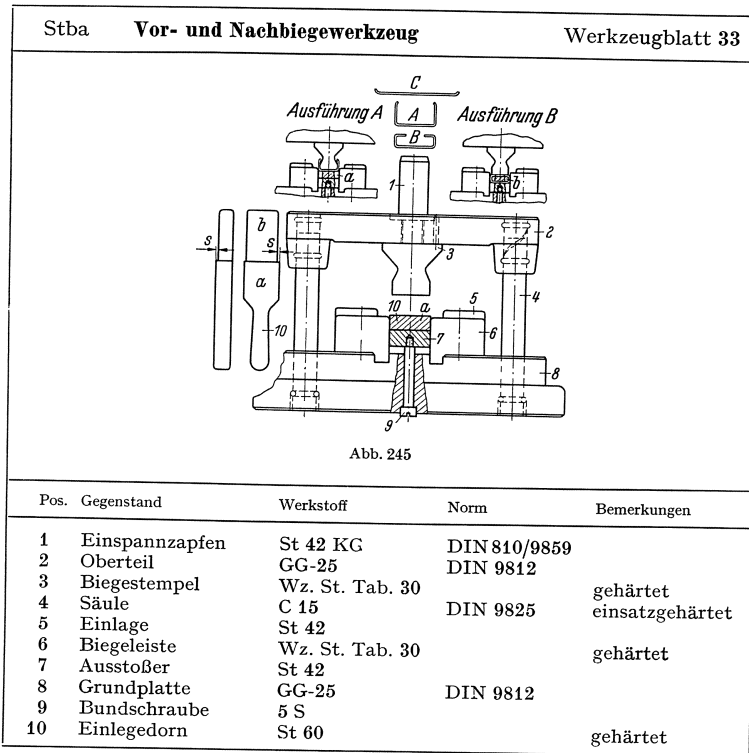 Stba Vor- und Nachbiegewerkzeug Werkzeugblatt 33
C
Ausführung A A Ausführung B
B
a b
1
b 2
s s 3
a 10 a 5 4
10 6
7
8
9
Abb. 245
Pos. Gegenstand Werkstoff Norm Bemerkungen
1 Einspannzapfen St 42 KG DIN 810/9859
2 Oberteil GG-25 DIN 9812
3 Biegestempel Wz. St. Tab. 30 gehärtet
4 Säule C 15 DIN 9825 einsatzgehärtet
5 Einlage St 42
6 Biegeleiste Wz. St. Tab. 30 gehärtet
7 Ausstoßer St 42
8 Grundplatte GG-25 DIN 9812
9 Bundschraube 5 S
10 Einlegedorn St 60 gehärtet